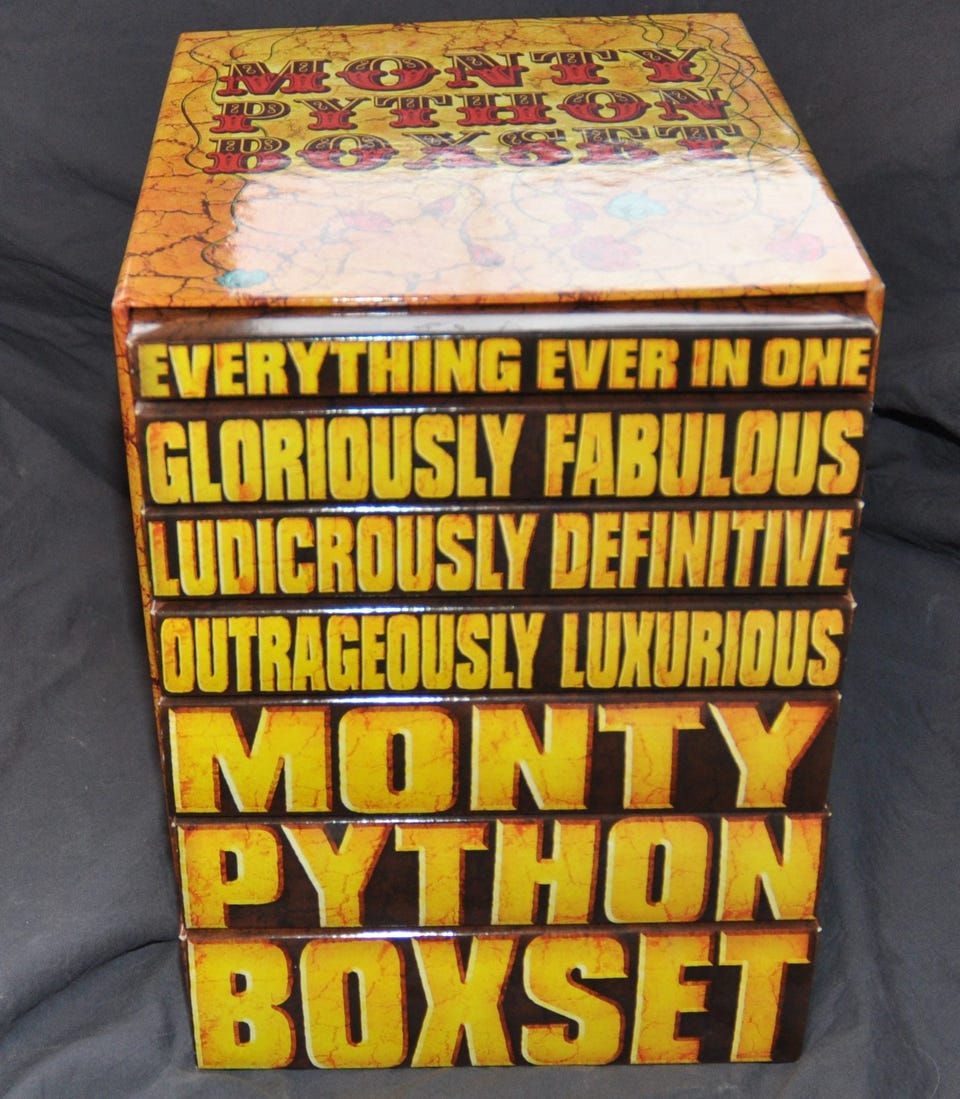 MONTY
PYTHON
BOXSET
EVERYTHING EVER IN ONE
GLORIOUSLY FABULOUS
LUDICROUSLY DEFINITIVE
OUTRAGEOUSLY LUXURIOUS
MONTY
PYTHON
BOXSET